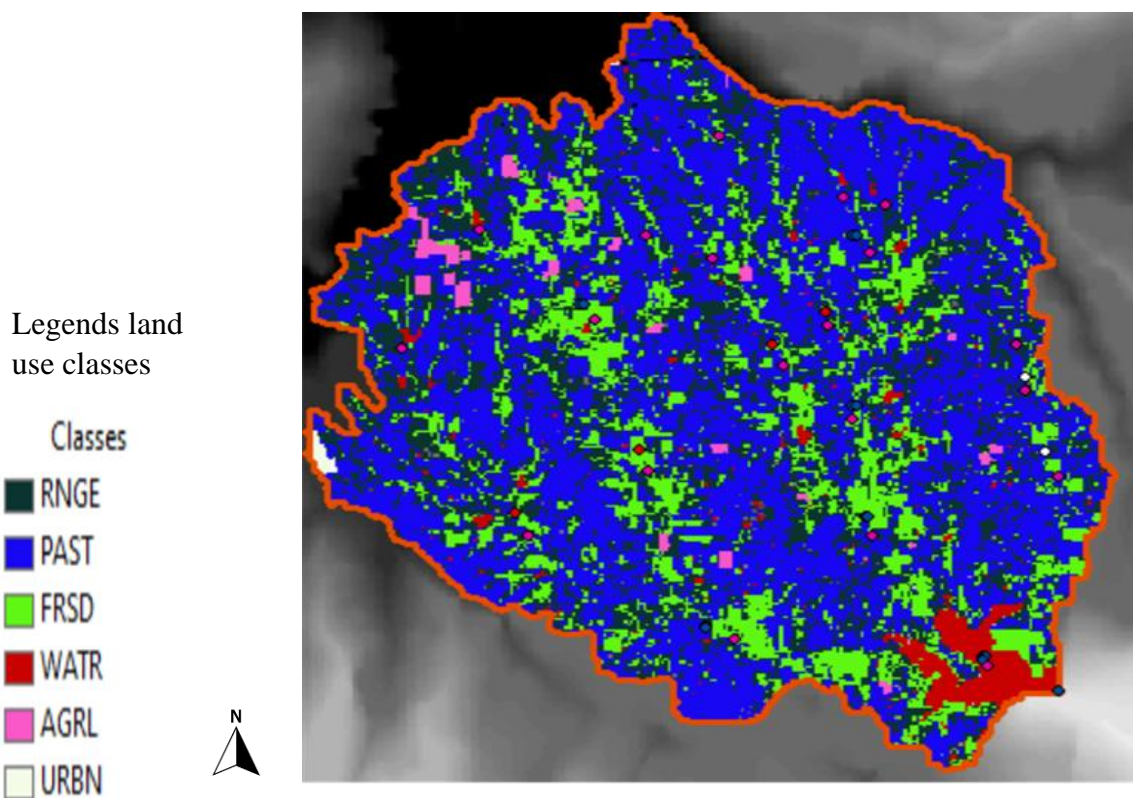 Legends land
use classes
Classes
RNGE
PAST
FRSD
WATR
AGRL
URBN
N